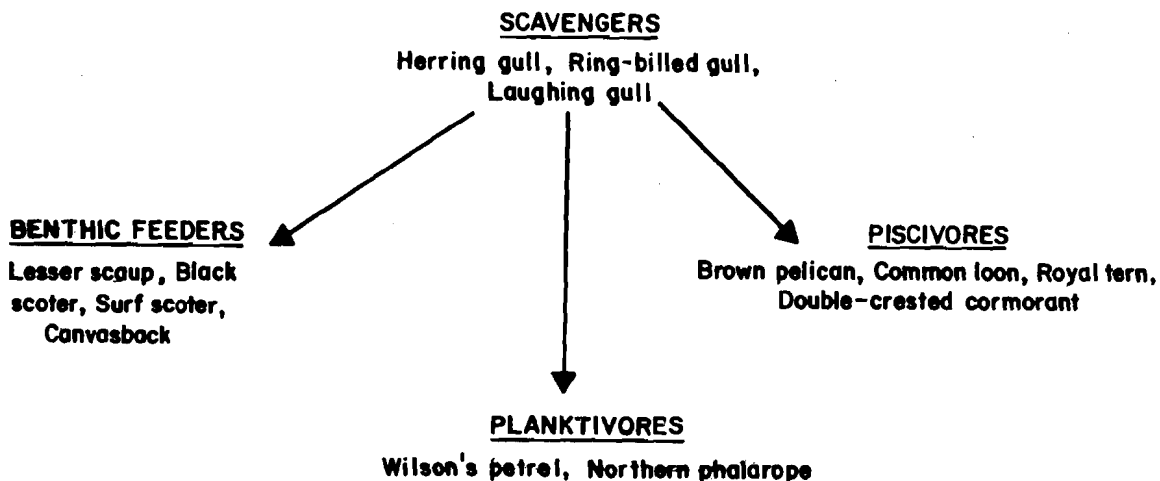 SCAVENGERS
Herring gull, Ring-billed gull,
Laughing gull
BENTHIC FEEDERS
Lesser scaup, Black
scoter, Surf scoter,
Canvasback
PISCIVORES
Brown pelican, Common loon, Royal tern,
Double-crested cormorant
PLANKTIVORES
Wilson's petrel, Northern phalarope